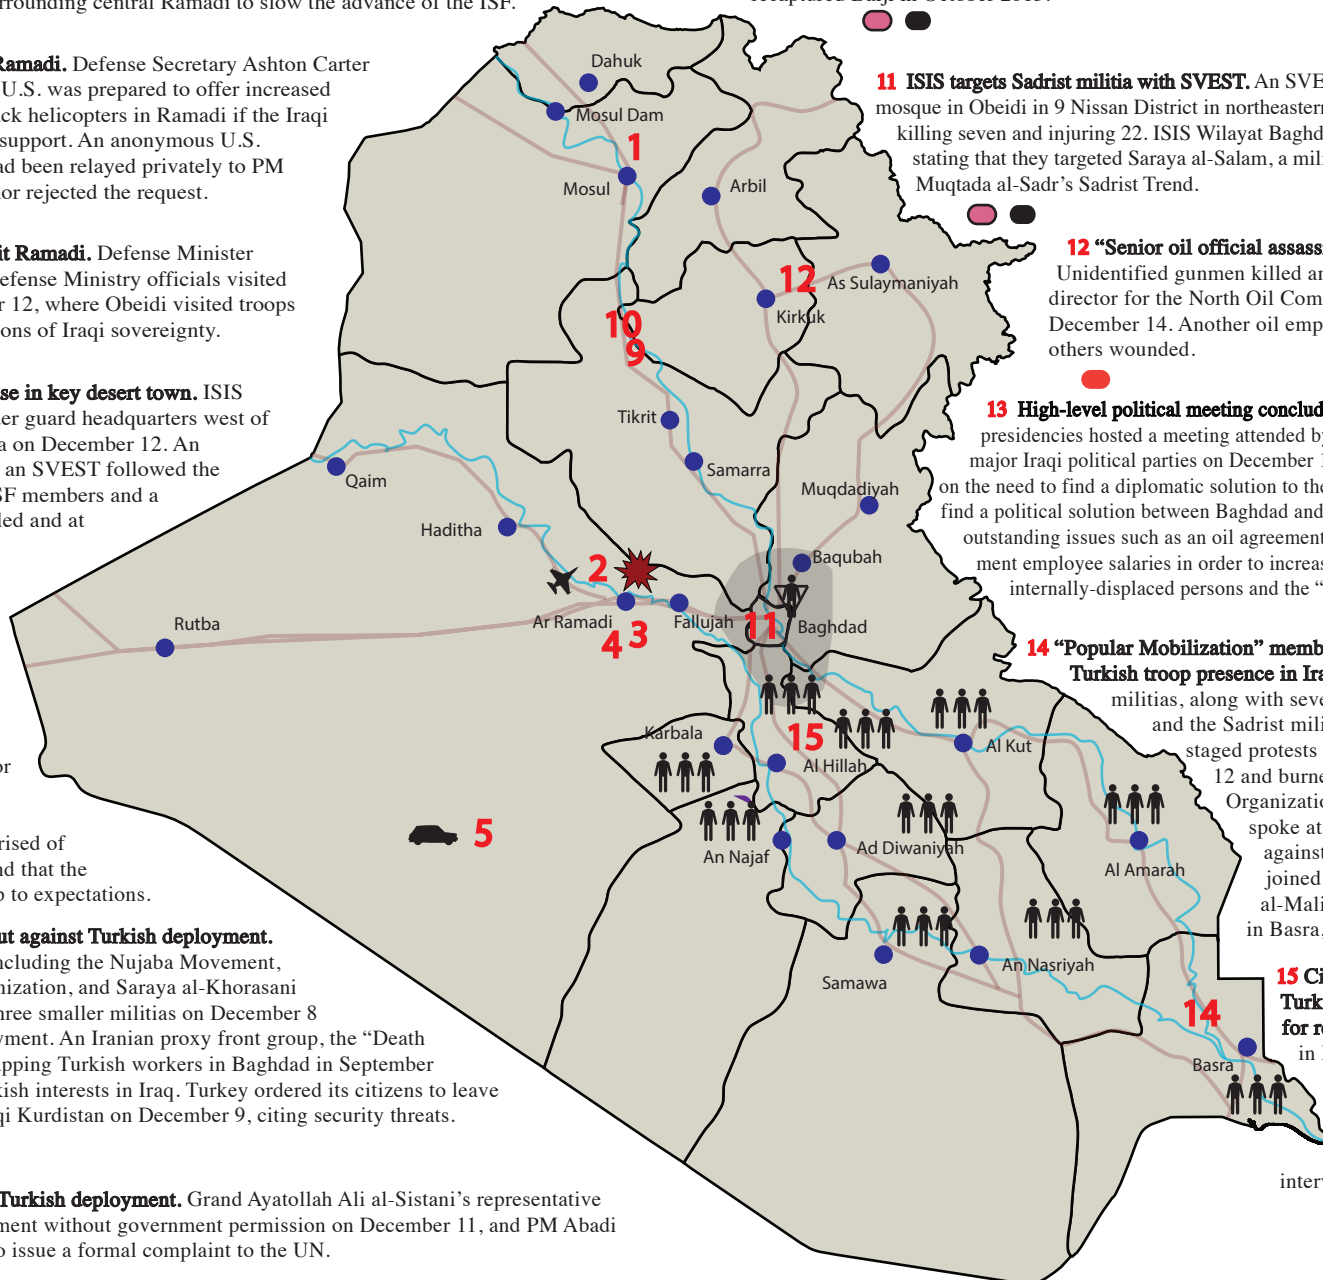 rrounding central Ramadi to slow the advance of the ISF.
Ramadi. Defense Secretary Ashton Carter
U.S. was prepared to offer increased
ck helicopters in Ramadi if the Iraqi
support. An anonymous U.S.
ad been relayed privately to PM
nor rejected the request.
it Ramadi. Defense Minister
efense Ministry officials visited
r 12, where Obeidi visited troops
ons of Iraqi sovereignty.
se in key desert town. ISIS
er guard headquarters west of
a on December 12. An
an SVEST followed the
SF members and a
led and at
or
rised of
nd that the
p to expectations.
ut against Turkish deployment.
ncluding the Nujaba Movement,
nization, and Saraya al-Khorasani
hree smaller militias on December 8
yment. An Iranian proxy front group, the “Death
pping Turkish workers in Baghdad in September
kish interests in Iraq. Turkey ordered its citizens to leave
qi Kurdistan on December 9, citing security threats.
Turkish deployment. Grand Ayatollah Ali al-Sistani’s representative
ment without government permission on December 11, and PM Abadi
o issue a formal complaint to the UN.
Dahuk
Mosul Dam
1
Mosul
Arbil
12
As Sulaymaniyah
Kirkuk
10
9
Tikrit
Samarra
Qaim
Muqdadiyah
Haditha
Baqubah
2
Ar Ramadi
Fallujah
11
Baghdad
Rutba
4
3
Karbala
15
Al Hillah
Al Kut
5
An Najaf
Ad Diwaniyah
Al Amarah
Samawa
An Nasriyah
14
Basra
recaptured Baiji in October 2015.
11 ISIS targets Sadrist militia with SVEST. An SVE
mosque in Obeidi in 9 Nissan District in northeastern
killing seven and injuring 22. ISIS Wilayat Baghd
stating that they targeted Saraya al-Salam, a mili
Muqtada al-Sadr’s Sadrist Trend.
12 “Senior oil official assassi
Unidentified gunmen killed an
director for the North Oil Com
December 14. Another oil emp
others wounded.
13 High-level political meeting conclud
presidencies hosted a meeting attended by
major Iraqi political parties on December 1
on the need to find a diplomatic solution to the
find a political solution between Baghdad and
outstanding issues such as an oil agreement
ment employee salaries in order to increas
internally-displaced persons and the “
14 “Popular Mobilization” memb
Turkish troop presence in Ira
militias, along with seve
and the Sadrist mili
staged protests
12 and burne
Organizatio
spoke at
against
joined
al-Mali
in Basra,
15 Ci
Turk
for re
in
interv